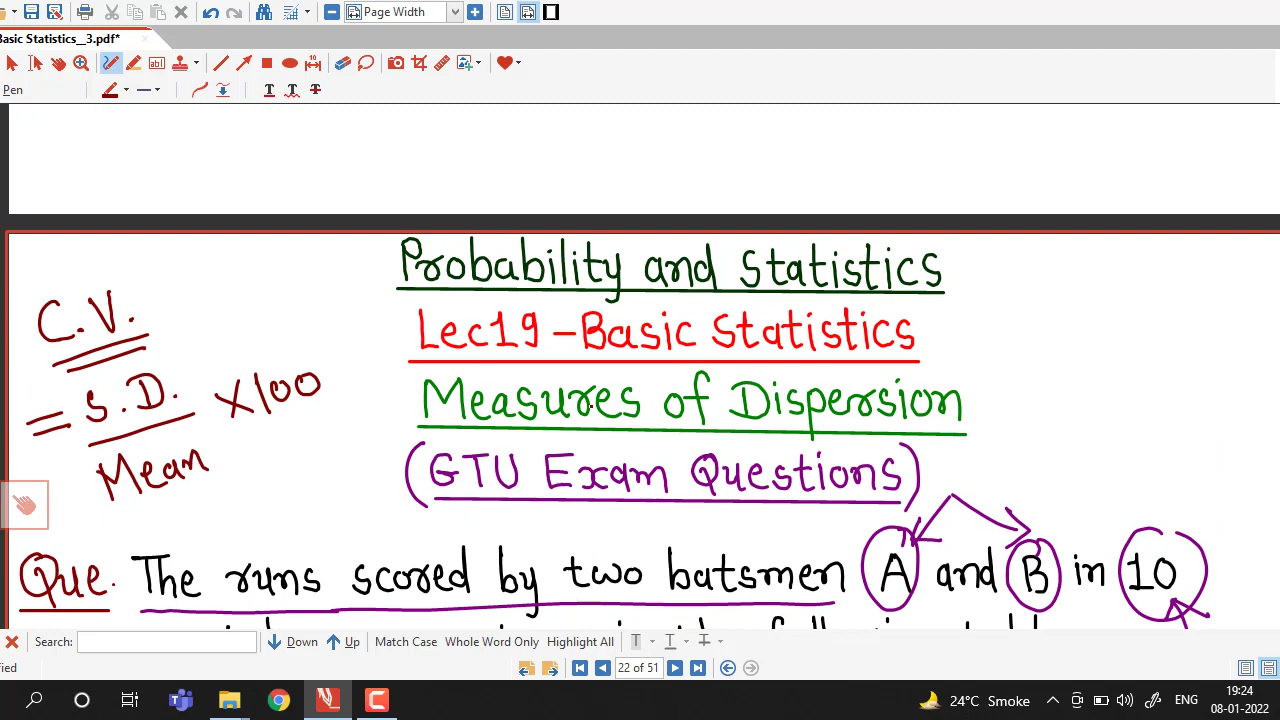 Page Width
Basic Statistics_3.pdf*
10
Pen
Probability and Statistics
Lec19-Basic Statistics
Measures of Dispersion
(GTU Exam Questions)
C.V.
= S.D. ×100
Mean
Que. The runs scored by two batsmen A and B in 10
Search:
Down
Up
Match Case
Whole Word Only
Highlight All
T T T
22 of 51
24°C Smoke
ENG
19:24
08-01-2022